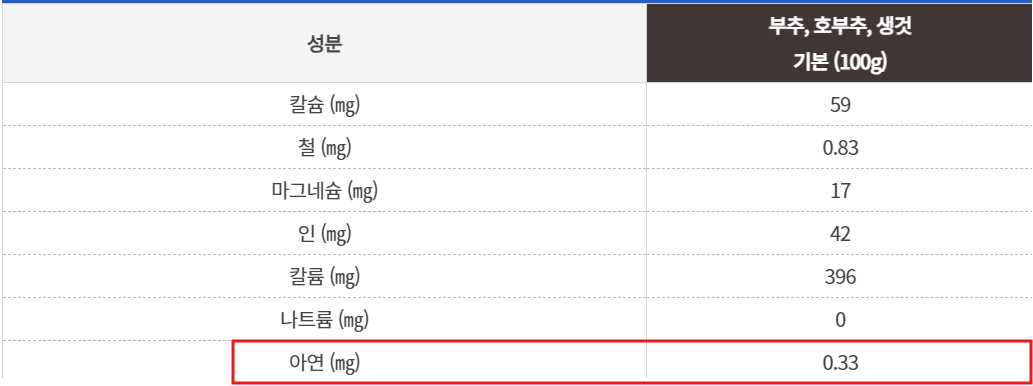 성분
부추, 호부추, 생것
기본 (100g)
칼슘 (㎎) 59
철 (㎎) 0.83
마그네슘 (㎎) 17
인 (㎎) 42
칼륨 (㎎) 396
나트륨 (㎎) 0
아연 (㎎) 0.33